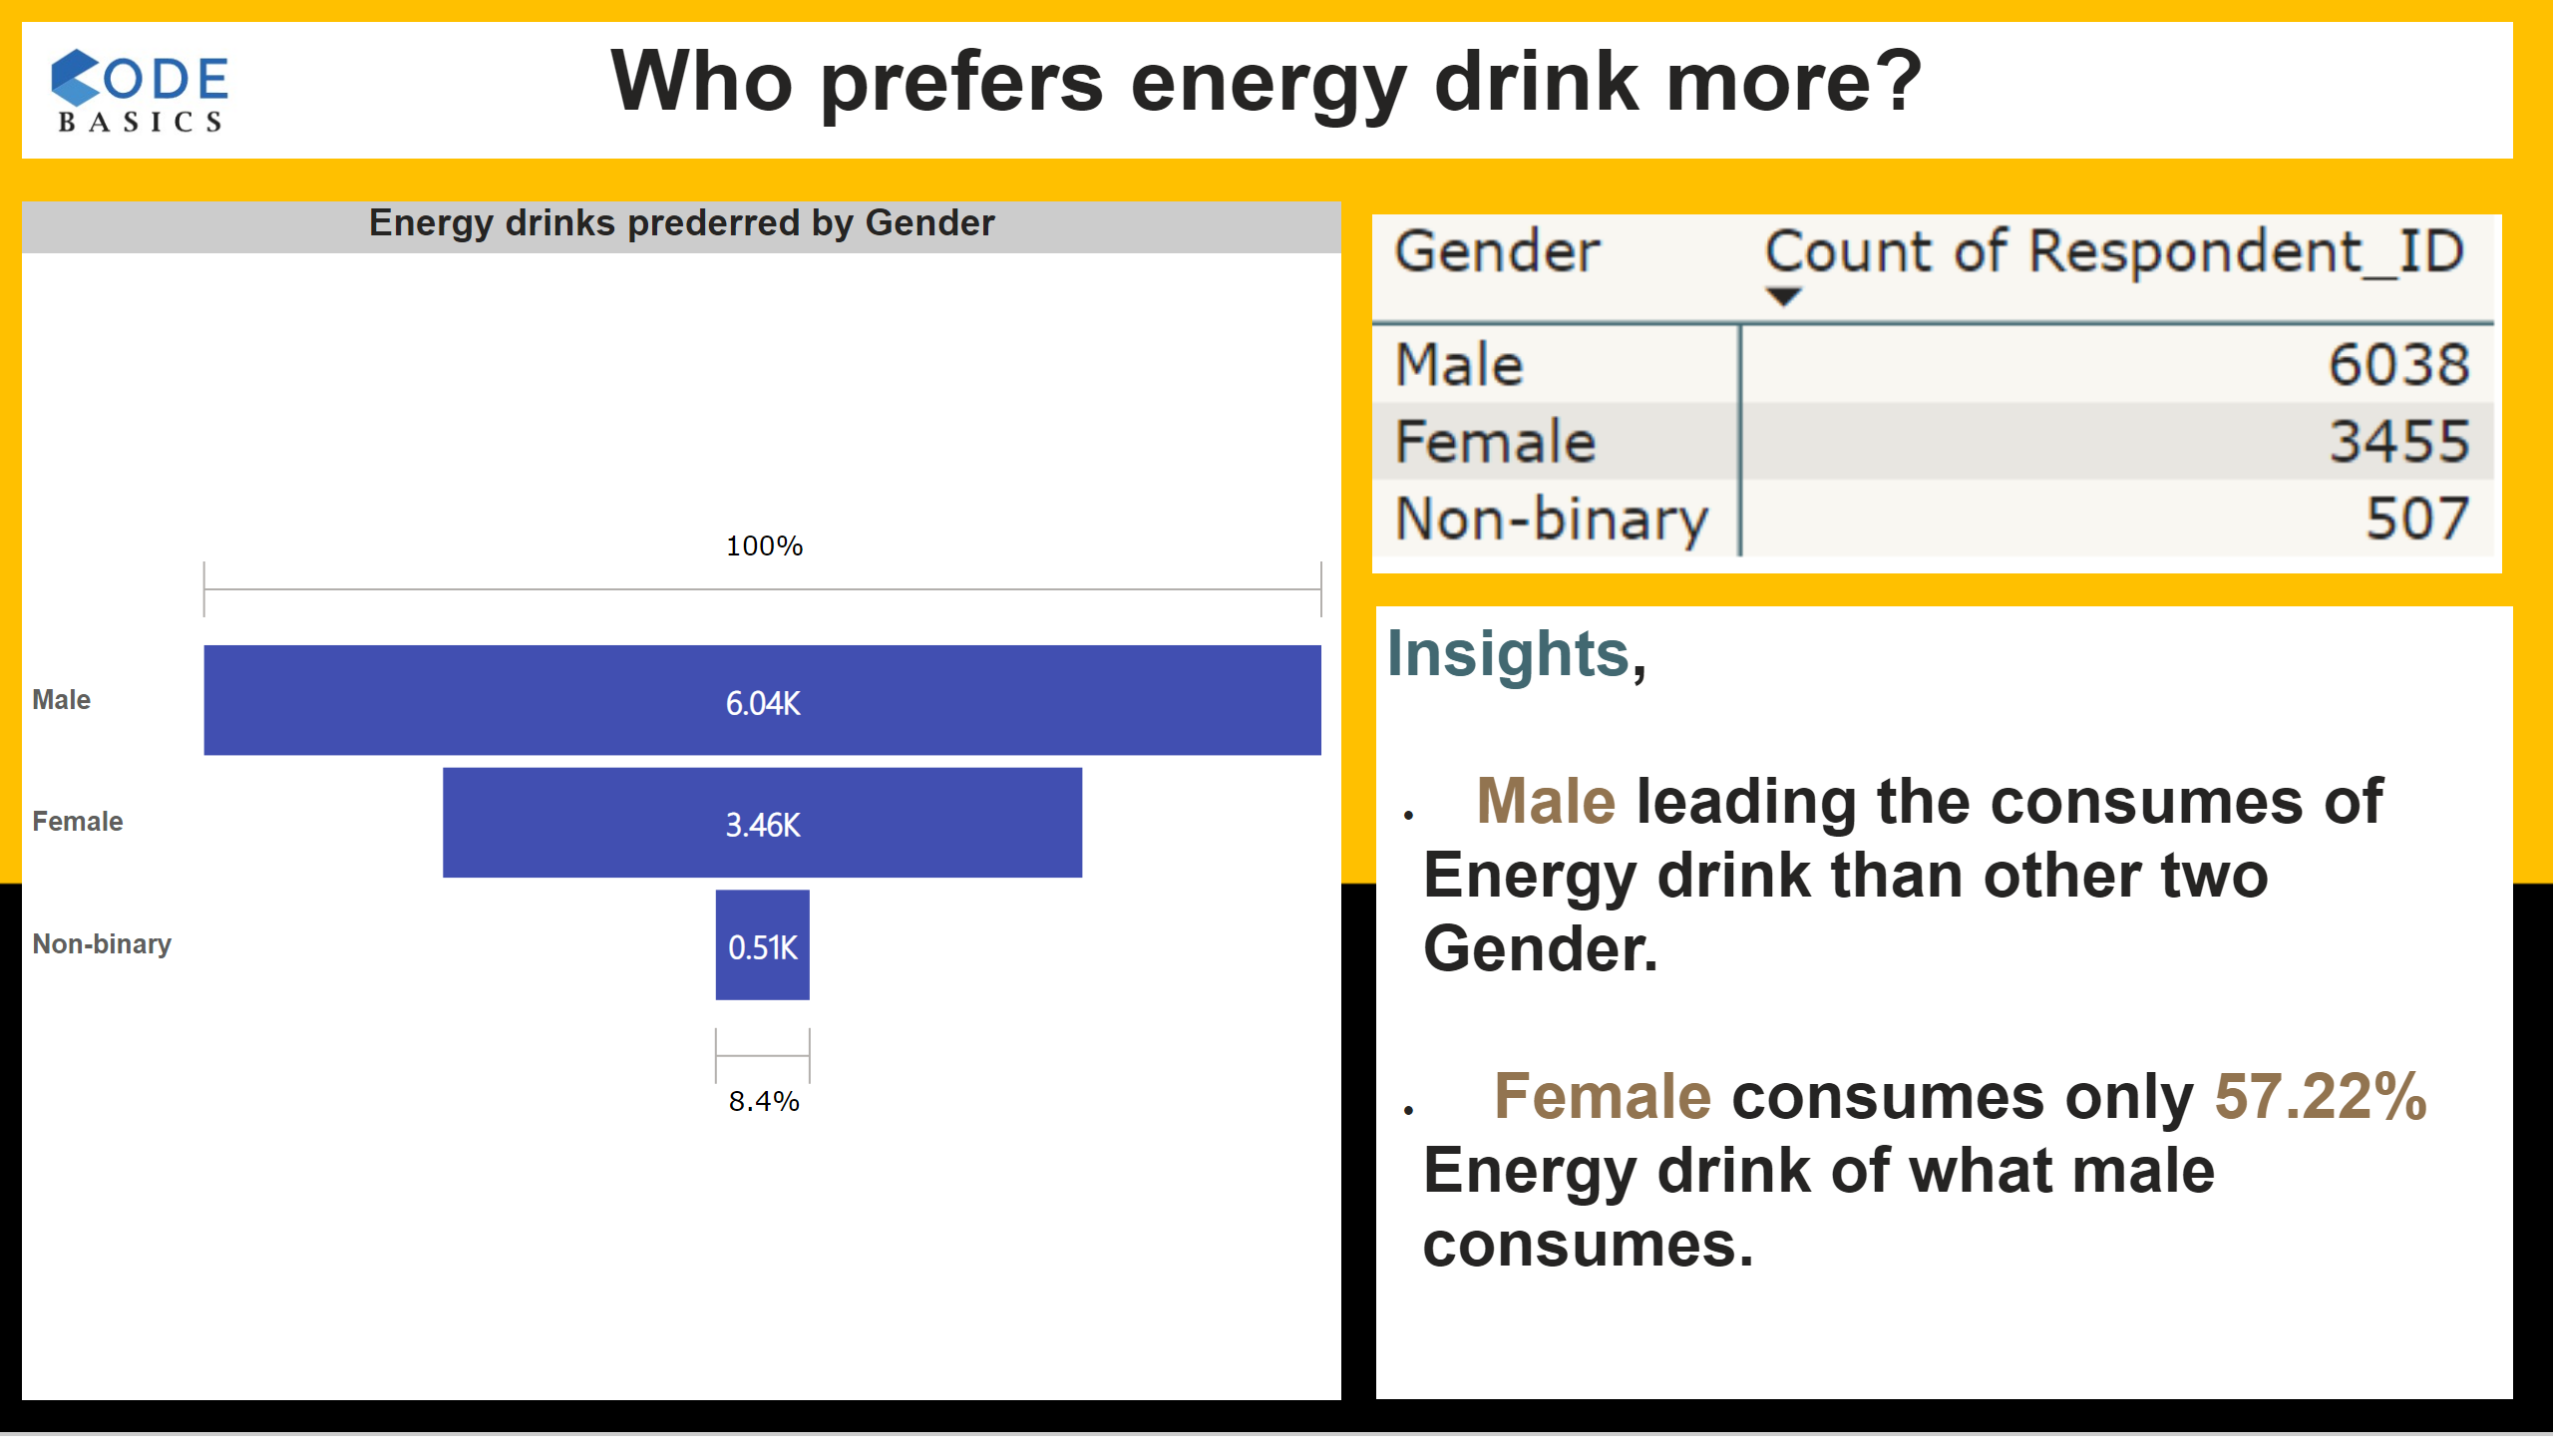 CODE
BASICS
Who prefers energy drink more?
Energy drinks prederred by Gender
100%
Male 6.04K
Female 3.46K
Non-binary 0.51K
8.4%
Gender Count of Respondent_ID
Male 6038
Female 3455
Non-binary 507
Insights,
• Male leading the consumes of
Energy drink than other two
Gender.
• Female consumes only 57.22%
Energy drink of what male
consumes.